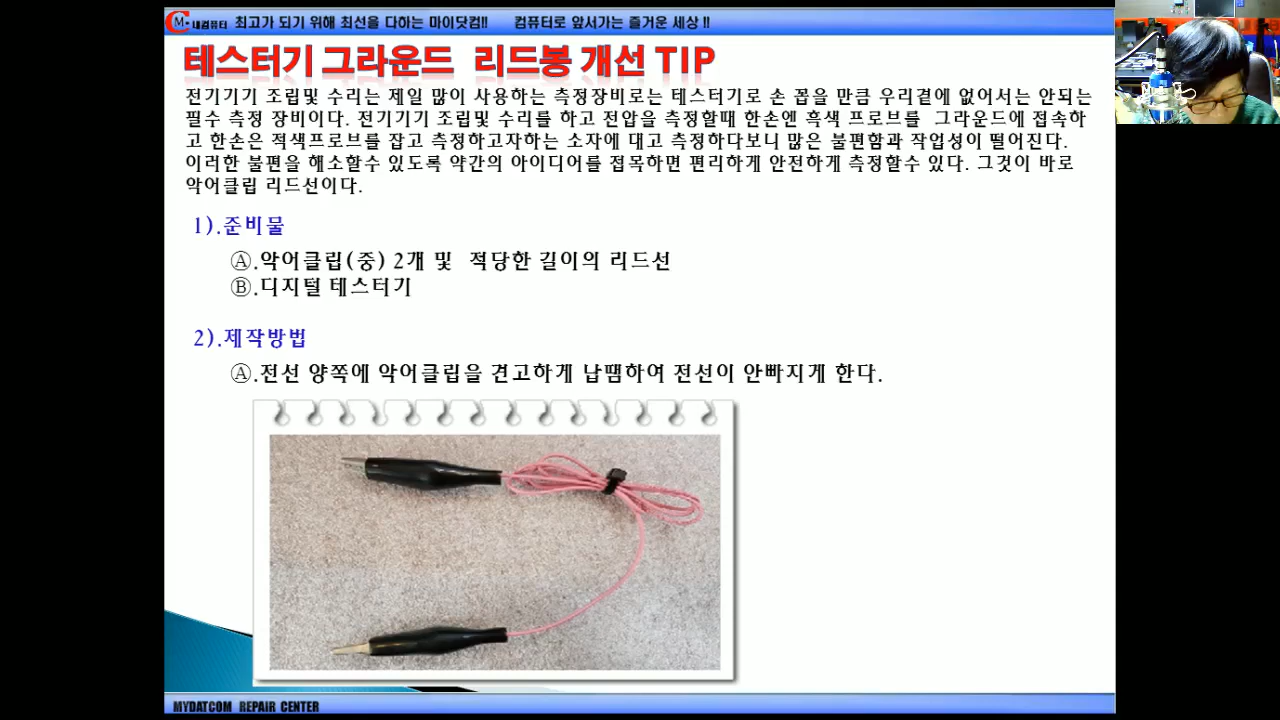 CM. 내컴퓨터 최고가 되기 위해 최선을 다하는 마이닷컴!! 컴퓨터로 앞서가는 즐거운 세상 !!
테스터기 그라운드 리드봉 개선 TIP
전기기기 조립및 수리는 제일 많이 사용하는 측정장비로는 테스터기로 손 꼽을 만큼 우리곁에 없어서는 안되는
필수 측정 장비이다. 전기기기 조립및 수리를 하고 전압을 측정할때 한손엔 흑색 프로브를 그라운드에 접속하
고 한손은 적색프로브를 잡고 측정하고자하는 소자에 대고 측정하다보니 많은 불편함과 작업성이 떨어진다.
이러한 불편을 해소할수 있도록 약간의 아이디어를 접목하면 편리하게 안전하게 측정할수 있다. 그것이 바로
악어클립 리드선이다.
1).준비물
Ⓐ.악어클립(중) 2개 및 적당한 길이의 리드선
Ⓑ.디지털 테스터기
2).제작방법
Ⓐ.전선 양쪽에 악어클립을 견고하게 납땜하여 전선이 안빠지게 한다.
MYDATCOM REPAIR CENTER